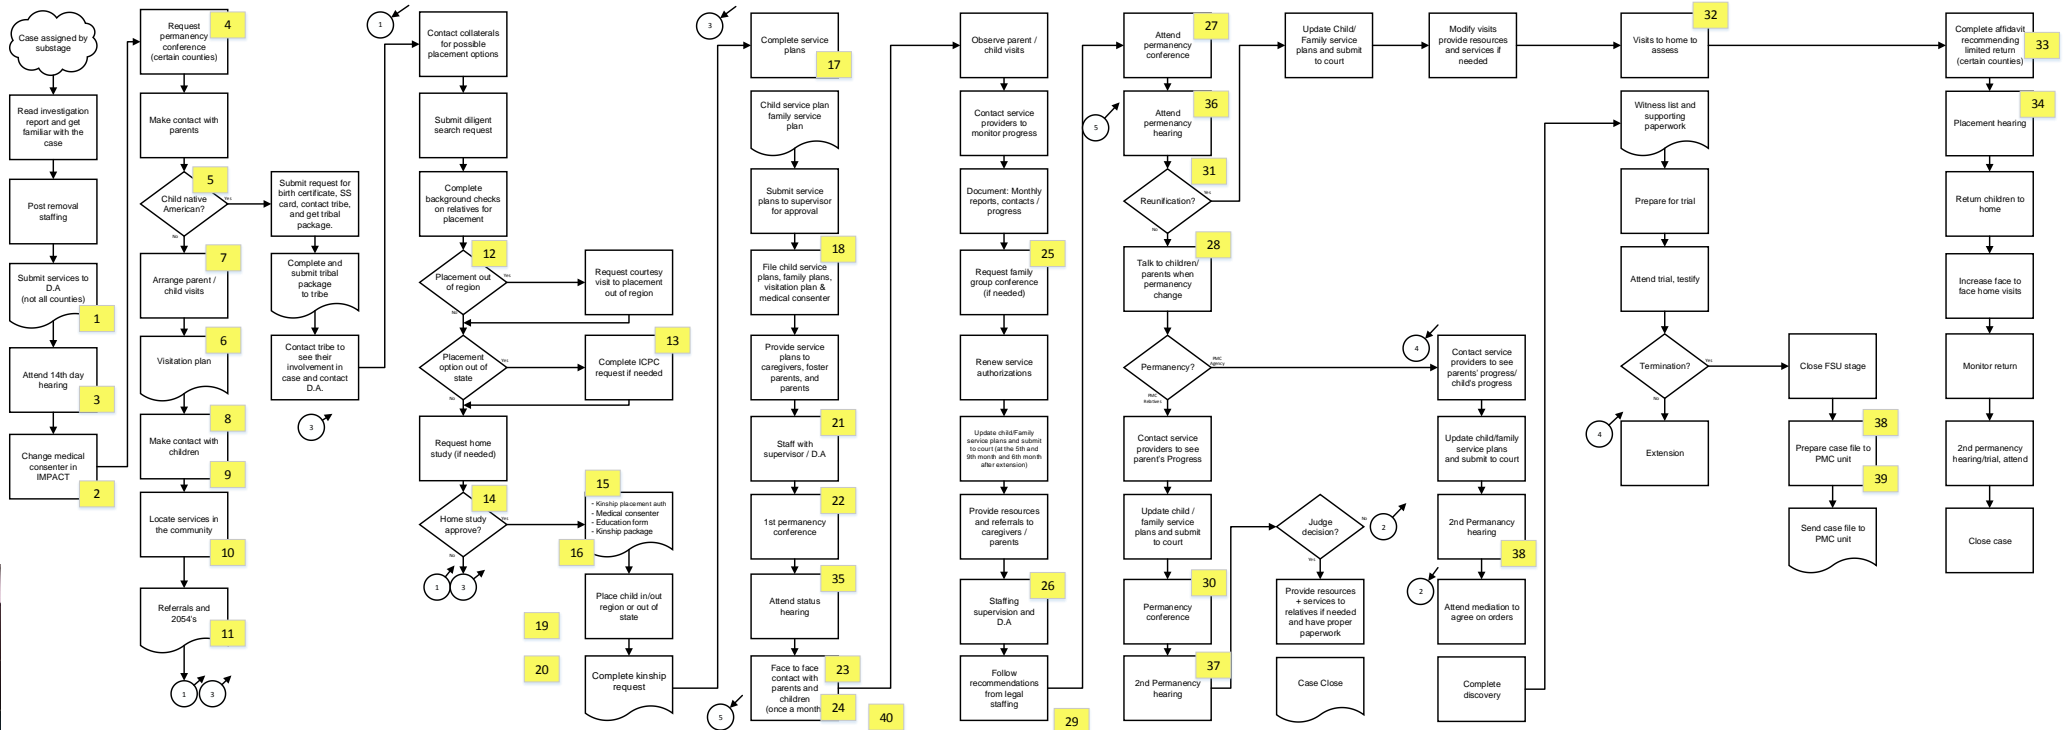 Case assigned by
substage
Read investigation
report and get
familiar with the
case
Post removal
staffing
Submit services to
D.A
(not all counties)
1
Attend 14th day
hearing
3
Change medical
consenter in
IMPACT
2
Request
permanency
conference
(certain counties)
4
Make contact with
parents
5
Child native
American?
Yes
No
7
Arrange parent /
child visits
6
Visitation plan
8
Make contact with
children
9
Locate services in
the community
10
Referrals and
2054's
11
1
3
Submit request for
birth certificate, SS
card, contact tribe,
and get tribal
package.
Complete and
submit tribal
package
to tribe
Contact tribe to
see their
involvement in
case and contact
D.A.
3
1
Contact collaterals
for possible
placement options
Submit diligent
search request
Complete
background checks
on relatives for
placement
12
Placement out
of region
Yes
No
Request courtesy
visit to placement
out of region
Placement
option out of
state
Yes
No
13
Complete ICPC
request if needed
Request home
study (if needed)
14
Home study
approve?
Yes
No
1
3
15
- Kinship placement auth
- Medical consenter
- Education form
- Kinship package
16
Place child in/out
region or out of
state
19
20
Complete kinship
request
3
Complete service
plans
17
Child service plan
family service
plan
Submit service
plans to supervisor
for approval
18
File child service
plans, family plans,
visitation plan &
medical consenter
Provide service
plans to
caregivers, foster
parents, and
parents
21
Staff with
supervisor / D.A
22
1st permanency
conference
35
Attend status
hearing
23
Face to face
contact with
parents and
children
(once a month)
24
5
40
Observe parent /
child visits
Contact service
providers to
monitor progress
Document: Monthly
reports, contacts /
progress
25
Request family
group conference
(if needed)
Renew service
authorizations
Update child/Family
service plans and submit
to court (at the 5th and
9th month and 6th month
after extension)
Provide resources
and referrals to
caregivers /
parents
26
Staffing
supervision and
D.A
Follow
recommendations
from legal
staffing
29
27
Attend
permanency
conference
5
36
Attend
permenancy
hearing
31
Reunification?
Yes
No
28
Talk to children/
parents when
permanency
change
Permanency?
PMC
Agency
PMC
Relatives
Contact service
providers to see
parent's Progress
Update child /
family service
plans and submit
to court
30
Permanency
conference
37
2nd Permanency
hearing
Update Child/
Family service
plans and submit
to court
Judge
decision?
No
Yes
2
Provide resources
+ services to
relatives if needed
and have proper
paperwork
Case Close
Modify visits
provide resources
and services if
needed
4
Contact service
providers to see
parents' progress/
child's progress
Update child/family
service plans
and submit to court
2nd Permanancy
hearing
38
2
Attend mediation to
agree on orders
Complete
discovery
32
Visits to home to
assess
Witness list and
supporting
paperwork
Prepare for trial
Attend trial, testify
Termination?
Yes
No
4
Extension
Close FSU stage
38
Prepare case file to
PMC unit
39
Send case file to
PMC unit
Complete affidavit
recommending
limited return
(certain counties)
33
34
Placement hearing
Return children to
home
Increase face to
face home visits
Monitor return
2nd permanency
hearing/trial, attend
Close case